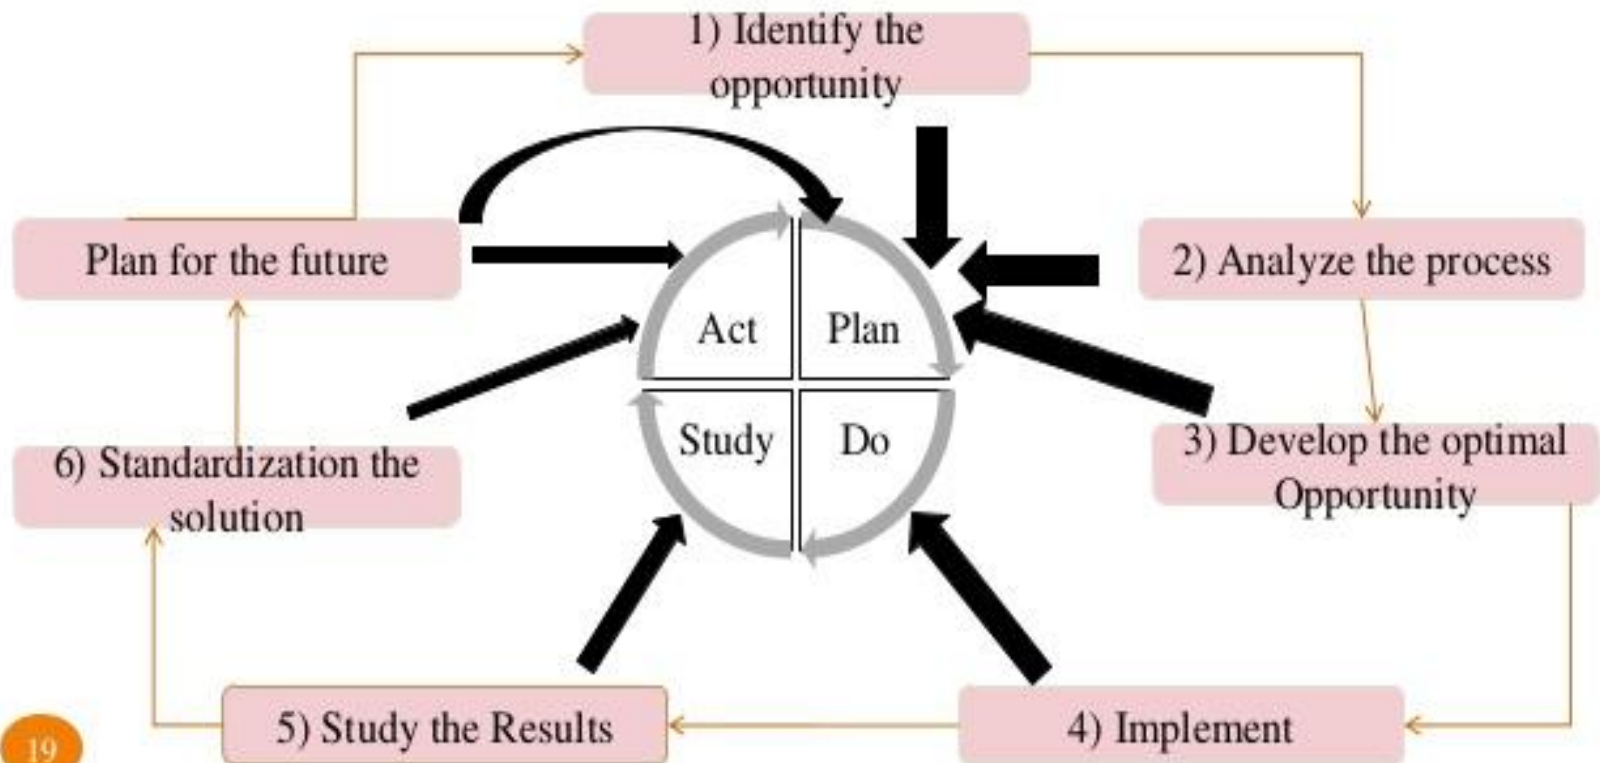 1) Identify the
opportunity
Plan for the future
2) Analyze the process
Act
Plan
3) Develop the optimal
Opportunity
Study
Do
6) Standardization the
solution
5) Study the Results
4) Implement
19